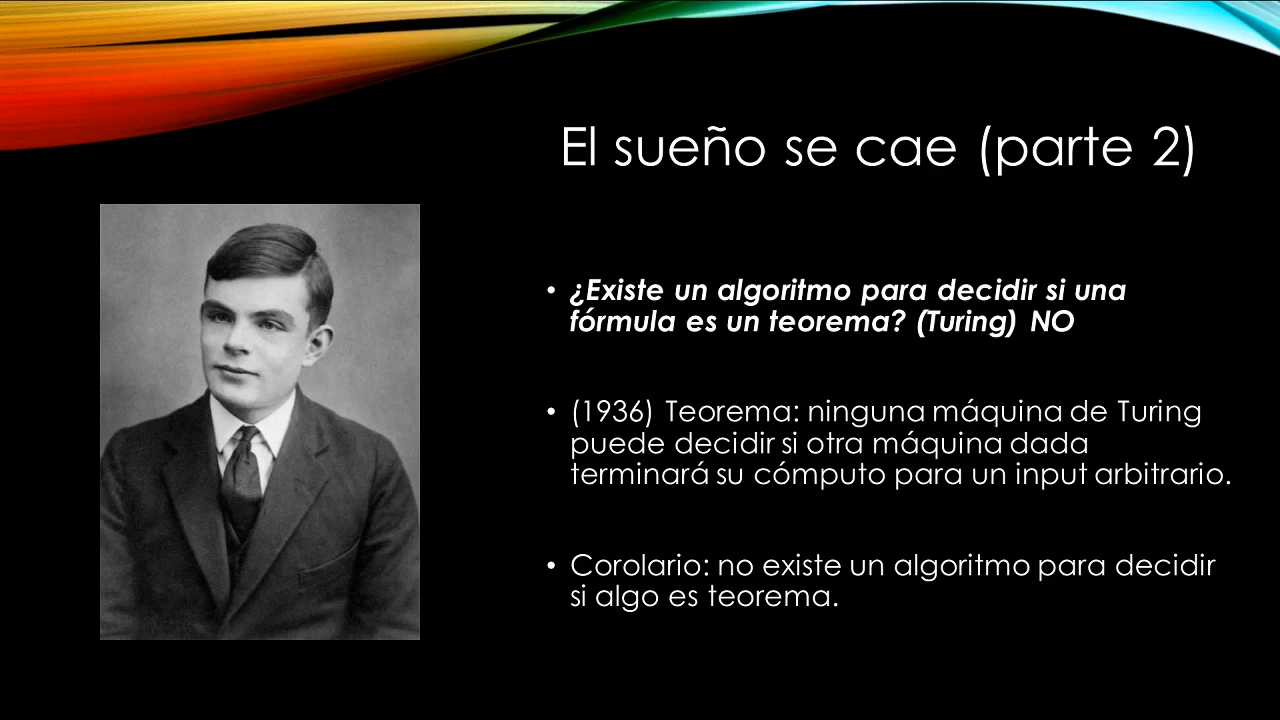 El sueño se cae (parte 2)
• ¿Existe un algoritmo para decidir si una
fórmula es un teorema? (Turing) NO
• (1936) Teorema: ninguna máquina de Turing
puede decidir si otra máquina dada
terminará su cómputo para un input arbitrario.
• Corolario: no existe un algoritmo para decidir
si algo es teorema.